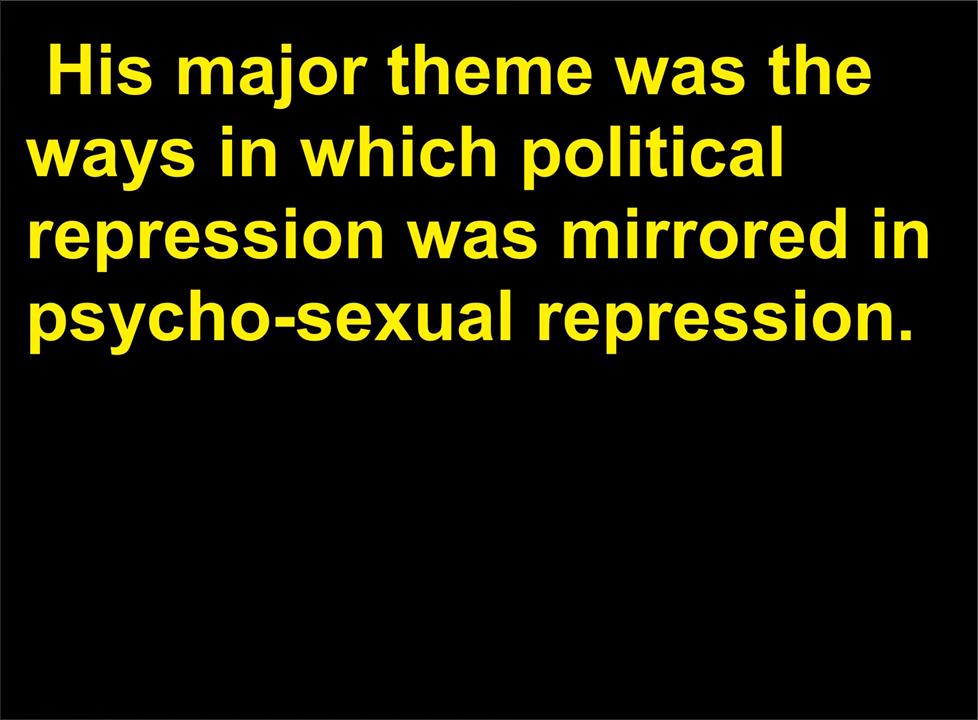 His major theme was the
ways in which political
repression was mirrored in
psycho-sexual repression.